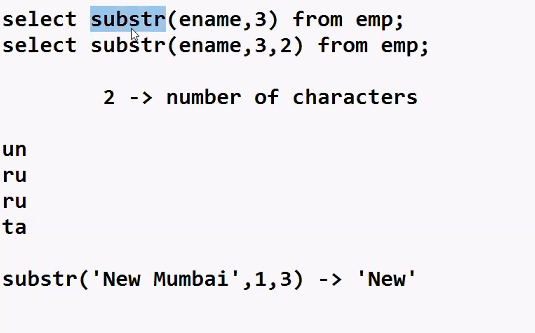 select substr(ename,3) from emp;
select substr(ename,3,2) from emp;
2 -> number of characters
un
ru
ru
ta
substr('New Mumbai',1,3) -> 'New'